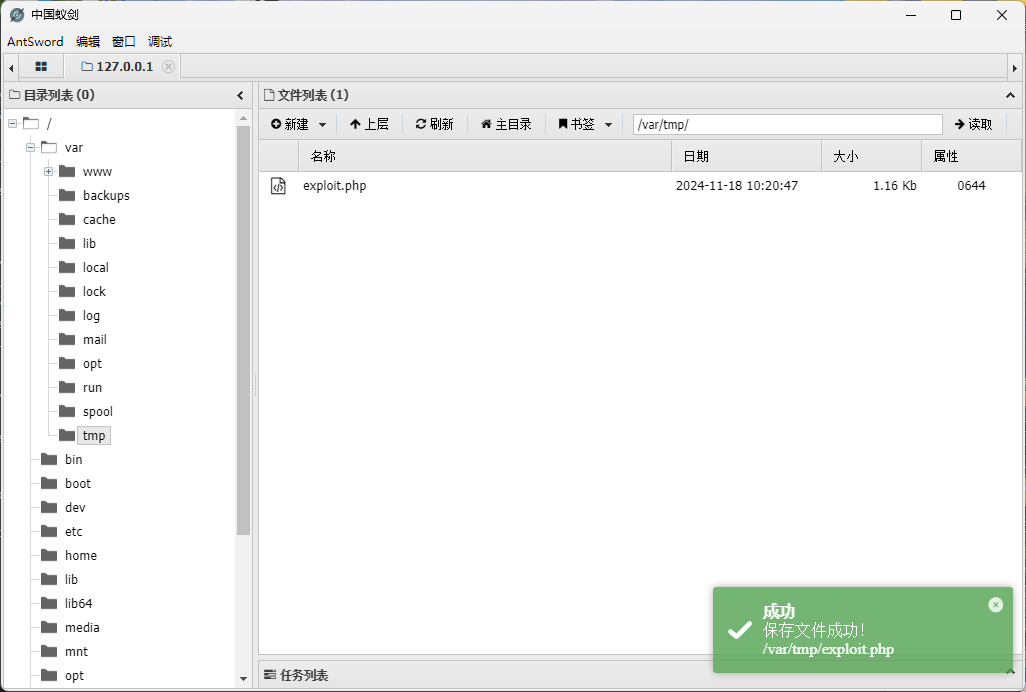 中国蚁剑
AntSword 编辑 窗口 调试
127.0.0.1
目录列表 (0)
文件列表 (1)
新建 上层 刷新 主目录 书签 /var/tmp/ 读取
名称 日期 大小 属性
exploit.php 2024-11-18 10:20:47 1.16 Kb 0644
/
var
www
backups
cache
lib
local
lock
log
mail
opt
run
spool
tmp
bin
boot
dev
etc
home
lib
lib64
media
mnt
opt
成功
保存文件成功!
/var/tmp/exploit.php
任务列表